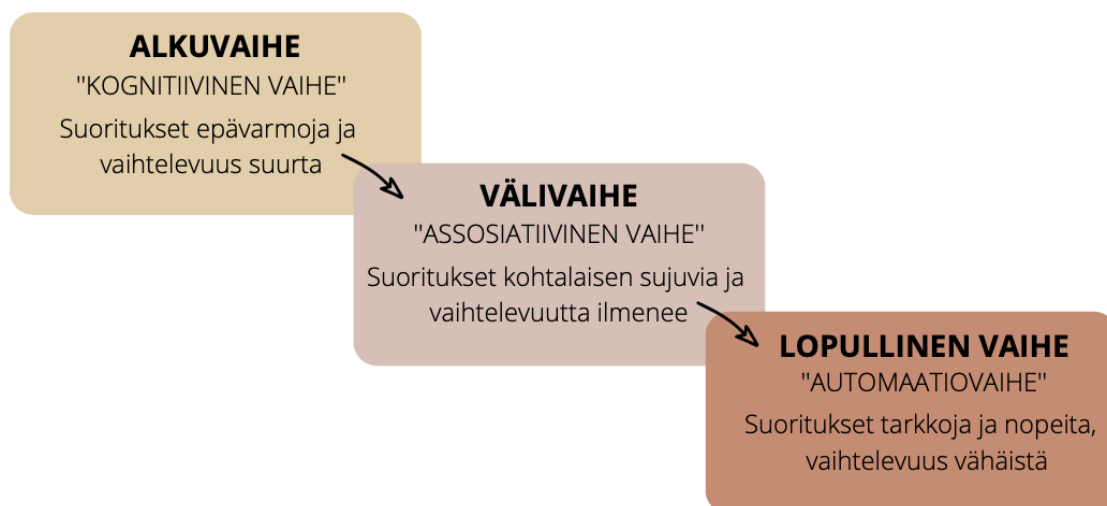 ALKUVAIHE
"KOGNITIIVINEN VAIHE"
Suoritukset epävarmoja ja
vaihtelevuus suurta
VÄLIVAIHE
"ASSOSIATIIVINEN VAIHE"
Suoritukset kohtalaisen sujuvia ja
vaihtelevuutta ilmenee
LOPULLINEN VAIHE
"AUTOMAATIOVAIHE"
Suoritukset tarkkoja ja nopeita,
vaihtelevuus vähäistä